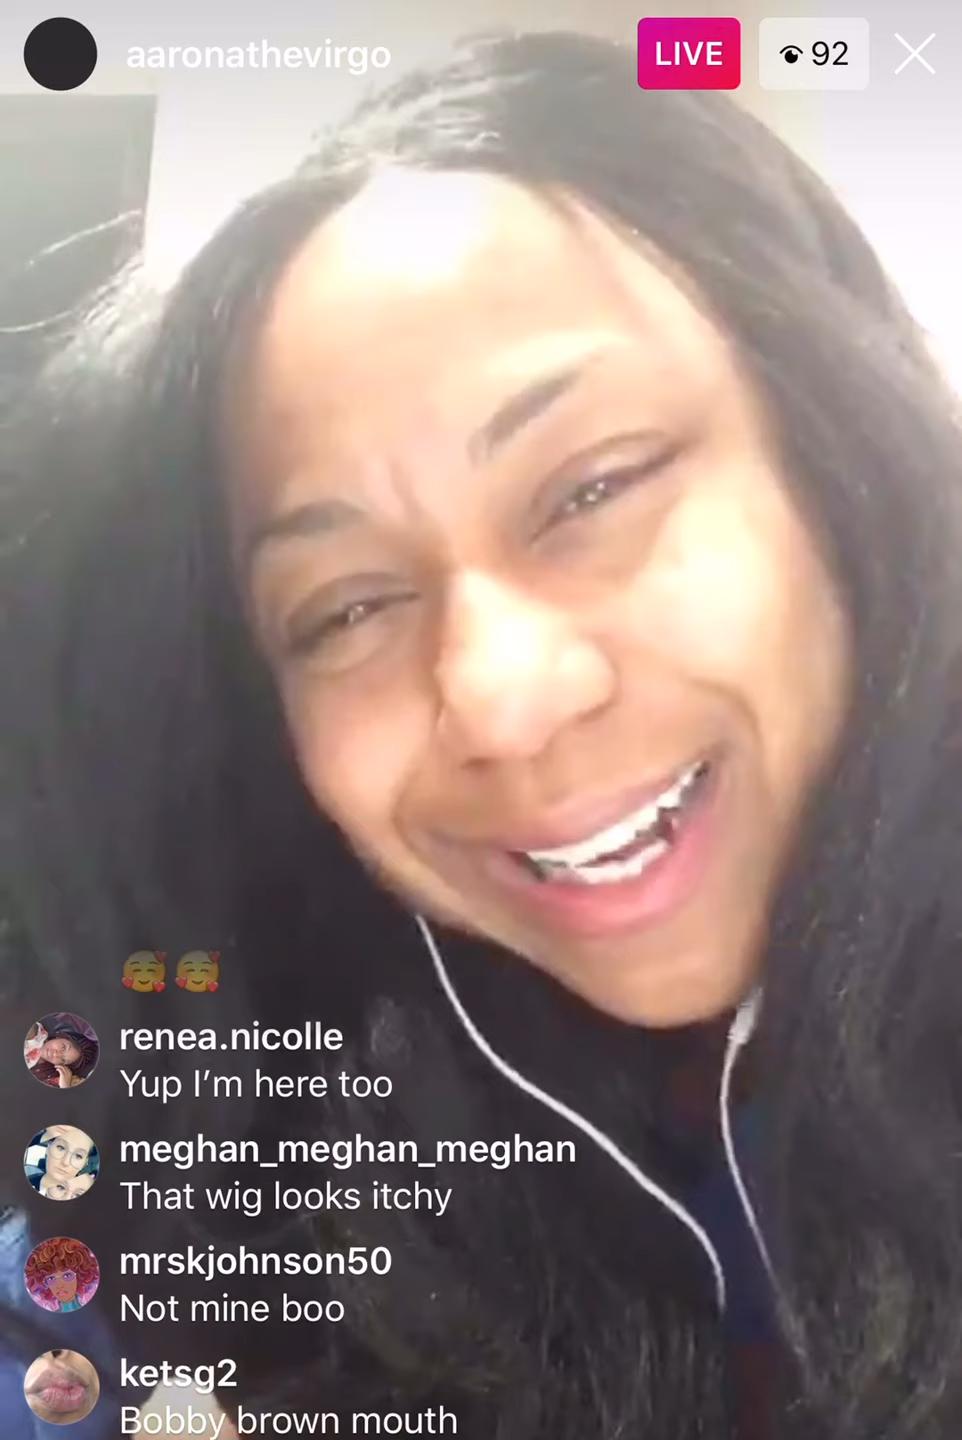 aaronathevirgo
LIVE
92
renea.nicolle
Yup I’m here too
meghan_meghan_meghan
That wig looks itchy
mrskjohnson50
Not mine boo
ketsg2
Bobby brown mouth